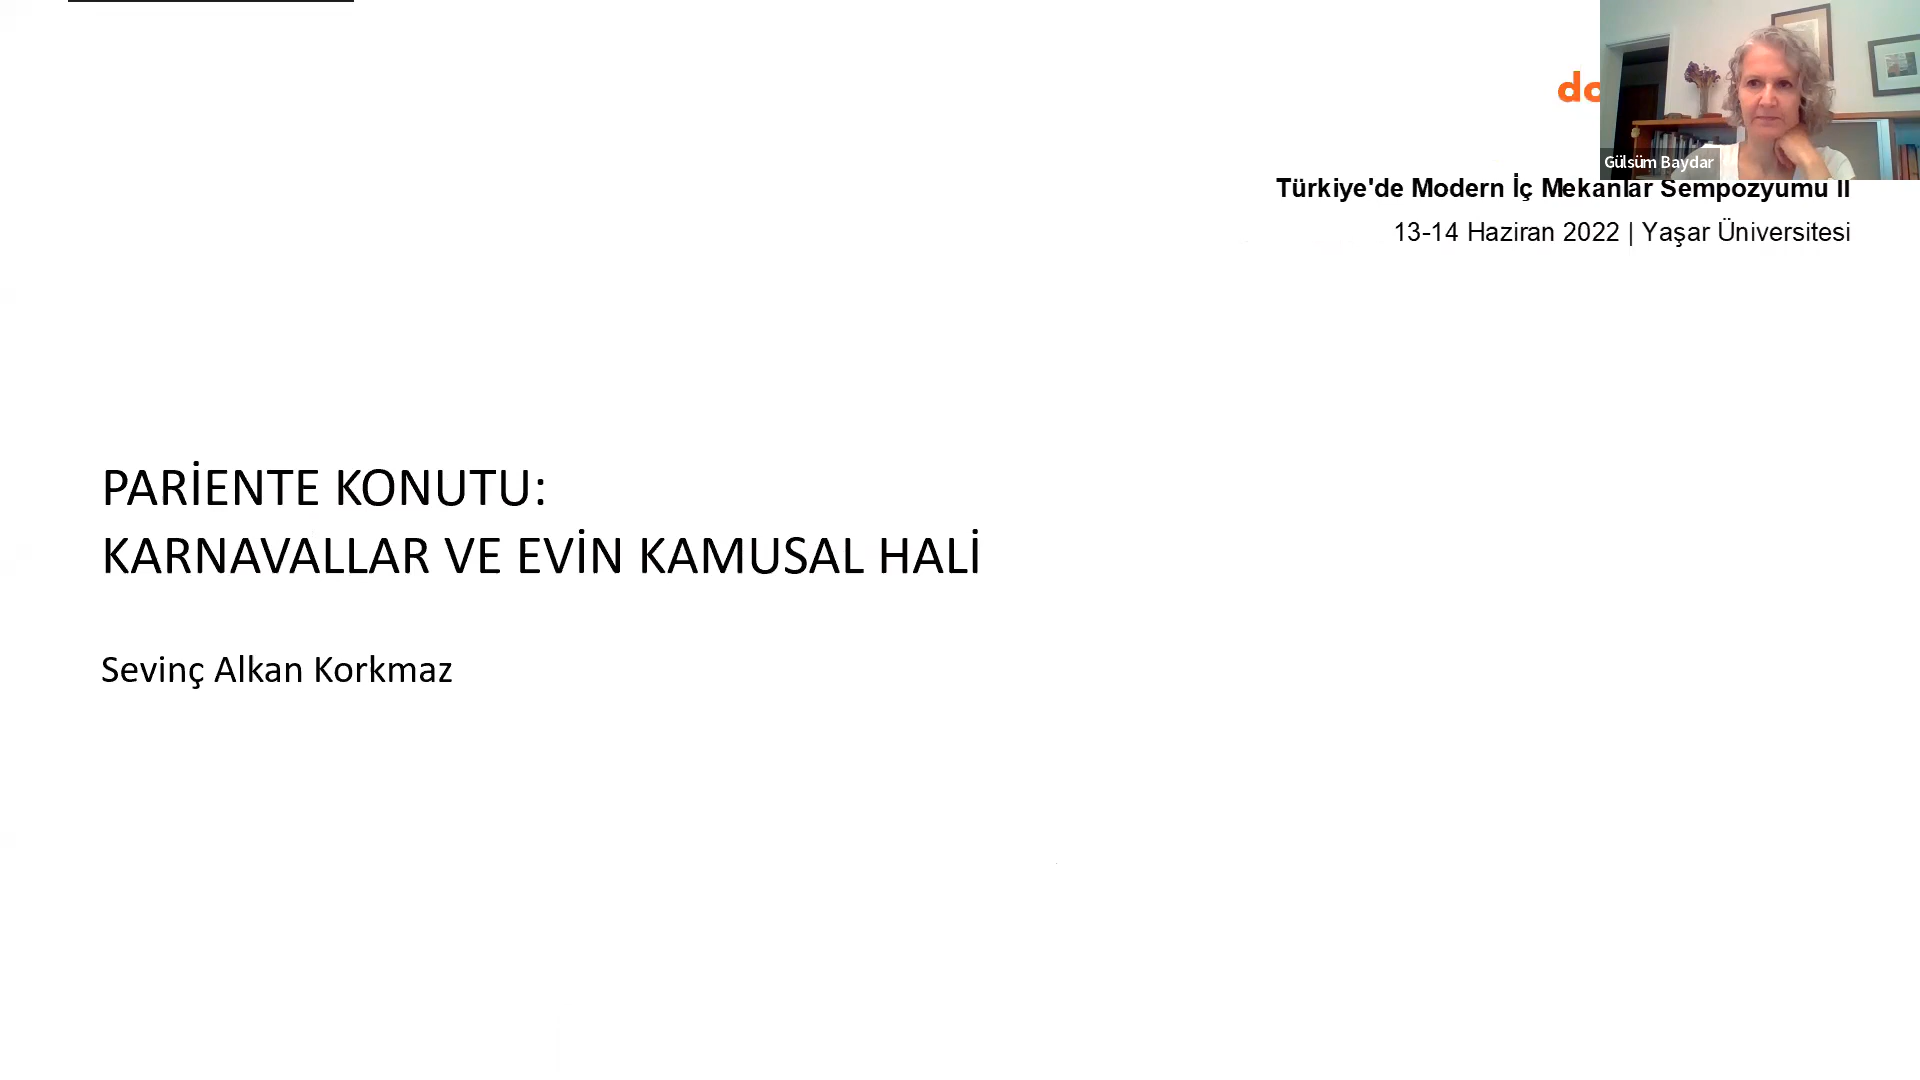 Gülsüm Baydar
Türkiye'de Modern İç Mekanlar Sempozyumu II
13-14 Haziran 2022 | Yaşar Üniversitesi
PARİENTE KONUTU:
KARNAVALLAR VE EVİN KAMUSAL HALİ
Sevinç Alkan Korkmaz